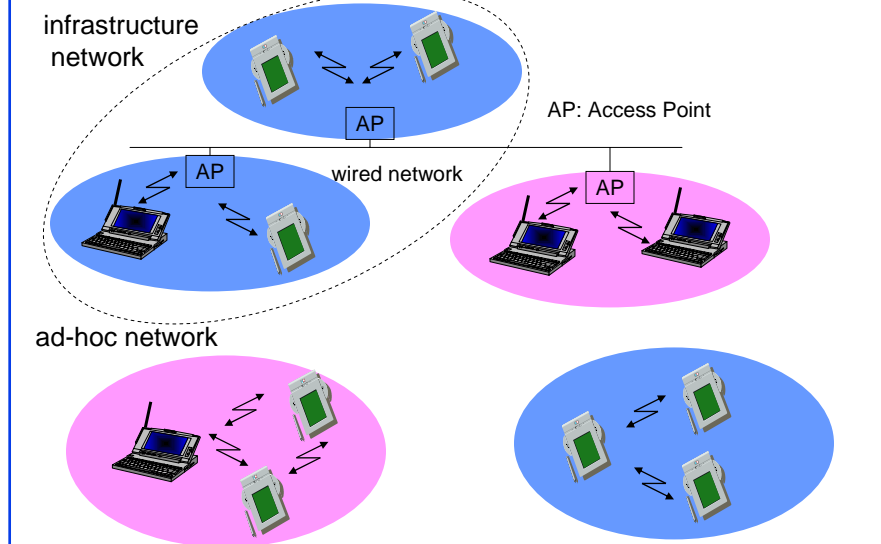 infrastructure
network
AP
AP: Access Point
AP
wired network
AP
ad-hoc network